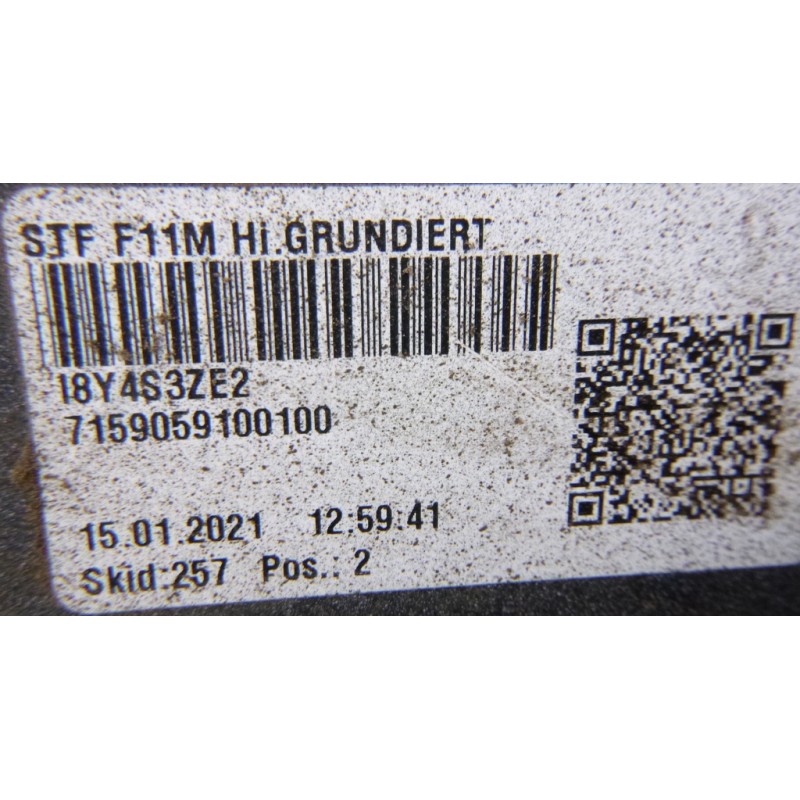 STF F11M Hi.GRUNDIERT
I8Y4S3ZE2
7159059100100
15.01.2021 12:59:41
Skid:257 Pos.: 2